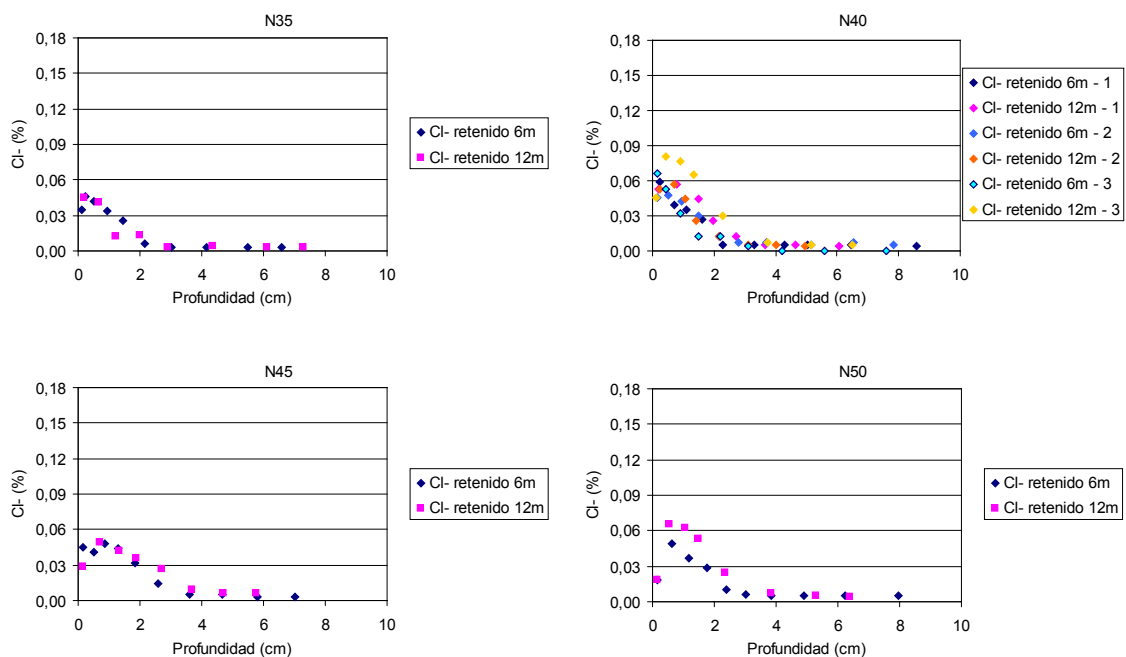 N35
0,18
0,15
0,12
0,09
0,06
0,03
0,00
Cl- (%)
0 2 4 6 8 10
Profundidad (cm)
Cl- retenido 6m
Cl- retenido 12m
N40
0,18
0,15
0,12
0,09
0,06
0,03
0,00
Cl- (%)
0 2 4 6 8 10
Profundidad (cm)
Cl- retenido 6m - 1
Cl- retenido 12m - 1
Cl- retenido 6m - 2
Cl- retenido 12m - 2
Cl- retenido 6m - 3
Cl- retenido 12m - 3
N45
0,18
0,15
0,12
0,09
0,06
0,03
0,00
Cl- (%)
0 2 4 6 8 10
Profundidad (cm)
Cl- retenido 6m
Cl- retenido 12m
N50
0,18
0,15
0,12
0,09
0,06
0,03
0,00
Cl- (%)
0 2 4 6 8 10
Profundidad (cm)
Cl- retenido 6m
Cl- retenido 12m